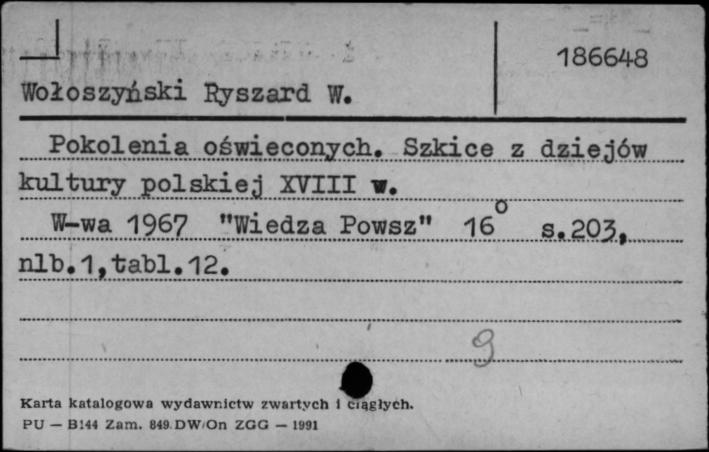 186648
Wołoszyński Ryszard W.
Pokolenia oświeconych. Szkice z dziejów
kultury polskiej XVIII w.
W-wa 1967 "Wiedza Powsz" 16° s.203,
nlb.1,tabl.12.
9
Karta katalogowa wydawnictw zwartych i ciągłych.
PU — B144 Zam. 849.DW/On ZGG — 1991